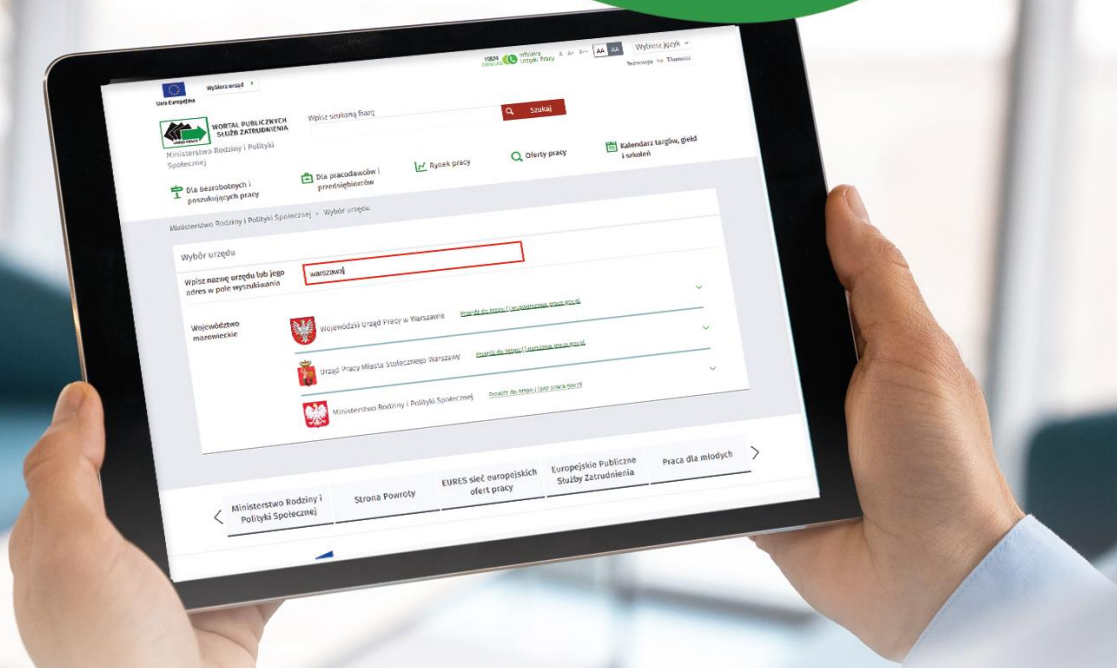 Unia Europejska
Wybierz urząd
Zielona Infolinia
Urzędu Pracy
A A+ A++ AA AA
Wybierz język
Tłumacz
WORTAL PUBLICZNYCH
SŁUŻB ZATRUDNIENIA
Ministerstwo Rodziny i Polityki
Społecznej
Wpisz szukaną frazę
Szukaj
Dla bezrobotnych i
poszukujących pracy
Dla pracodawców i
przedsiębiorców
Rynek pracy
Oferty pracy
Kalendarz targów, giełd
i szkoleń
Ministerstwo Rodziny i Polityki Społecznej > Wybór urzędu
Wybór urzędu
Wpisz nazwę urzędu lub jego
adres w pole wyszukiwania
warszawa
Województwo
mazowieckie
Wojewódzki Urząd Pracy w Warszawie
Urząd Pracy Miasta Stołecznego Warszawy
Ministerstwo Rodziny i Polityki Społecznej
Ministerstwo Rodziny i
Polityki Społecznej
Strona Powroty
EURES sieć europejskich
ofert pracy
Europejskie Publiczne
Służby Zatrudnienia
Praca dla młodych